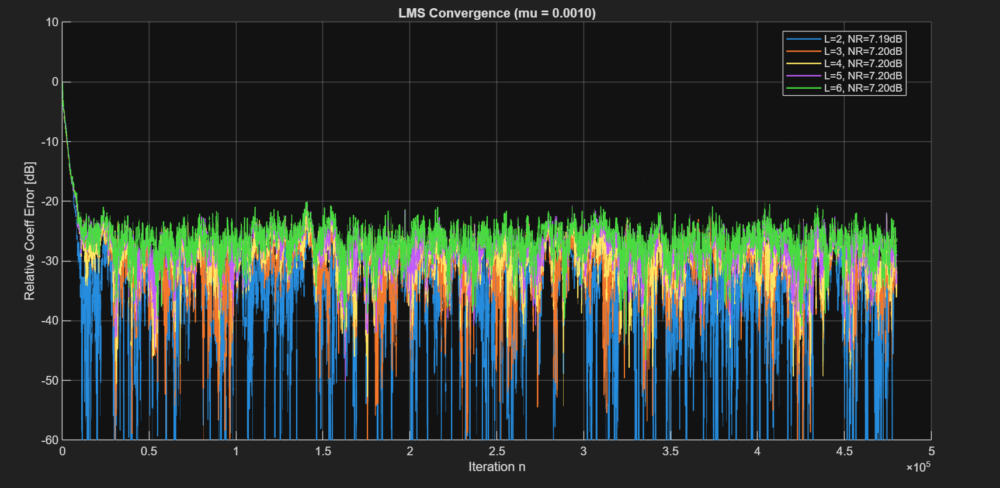 LMS Convergence (mu = 0.0010)
L=2, NR=7.19dB
L=3, NR=7.20dB
L=4, NR=7.20dB
L=5, NR=7.20dB
L=6, NR=7.20dB
Relative Coeff Error [dB]
10
0
-10
-20
-30
-40
-50
-60
0
0.5
1
1.5
2
2.5
3
3.5
4
4.5
5
Iteration n
×10⁵